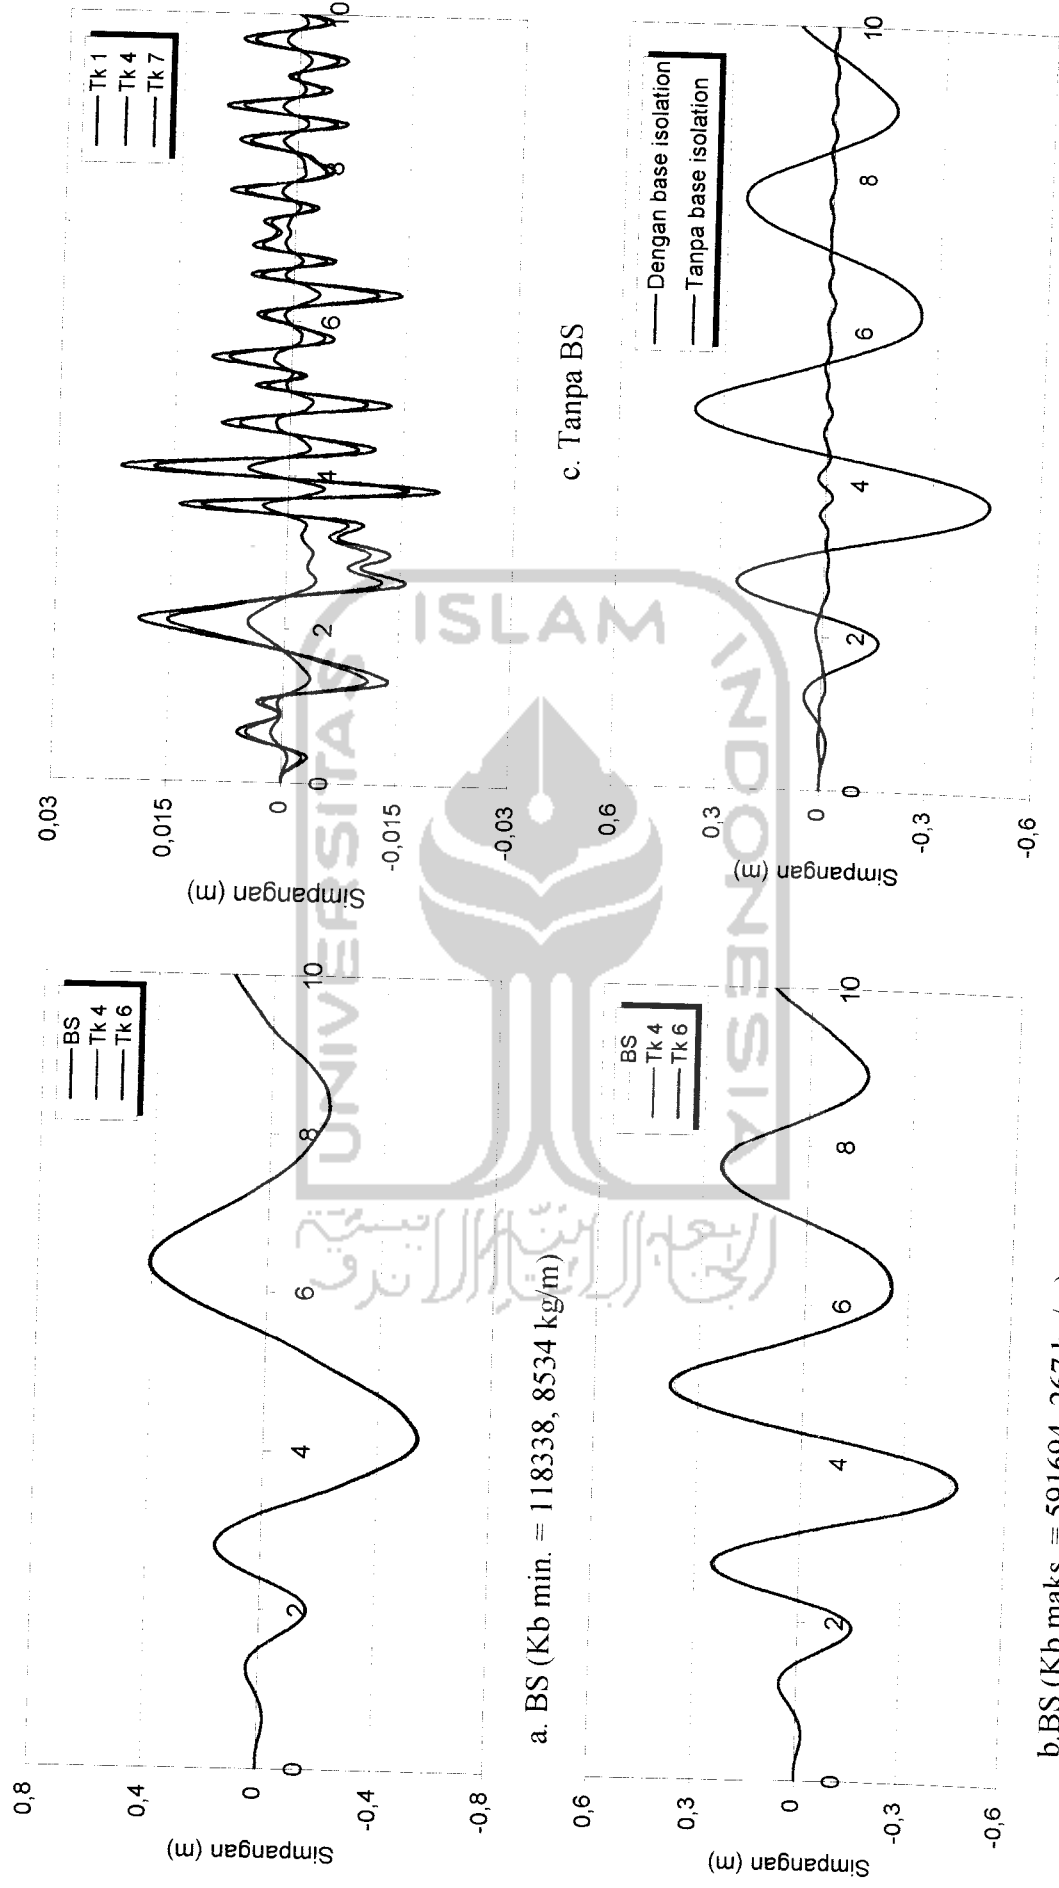 0,8
0
-0,4
-0,8
Simpangan (m)
0
2
4
6
8
10
BS
Tk 4
Tk 6
a. BS (Kb min. = 118338, 8534 kg/m)
0,03
0,015
0
-0,015
-0,03
Simpangan (m)
0
2
4
6
8
10
Tk 1
Tk 4
Tk 7
c. Tanpa BS
0,6
0,3
0
-0,3
-0,6
Simpangan (m)
0
2
4
6
8
10
BS
Tk 4
Tk 6
b.BS (Kb maks. = 591694, 267
0,6
0,3
0
-0,3
-0,6
Simpangan (m)
0
2
4
6
8
10
Dengan base isolation
Tanpa base isolation
UNIVERSITAS
ISLAM
INDONESIA